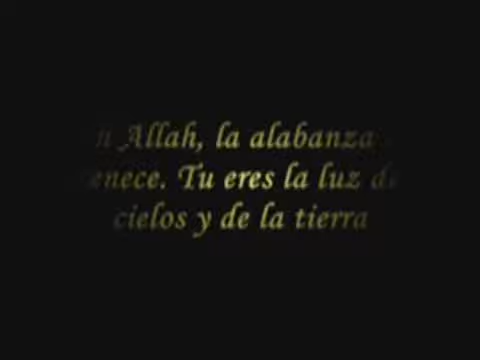 Allah, la alabanza
Tu eres la luz
cielos y de la tierra